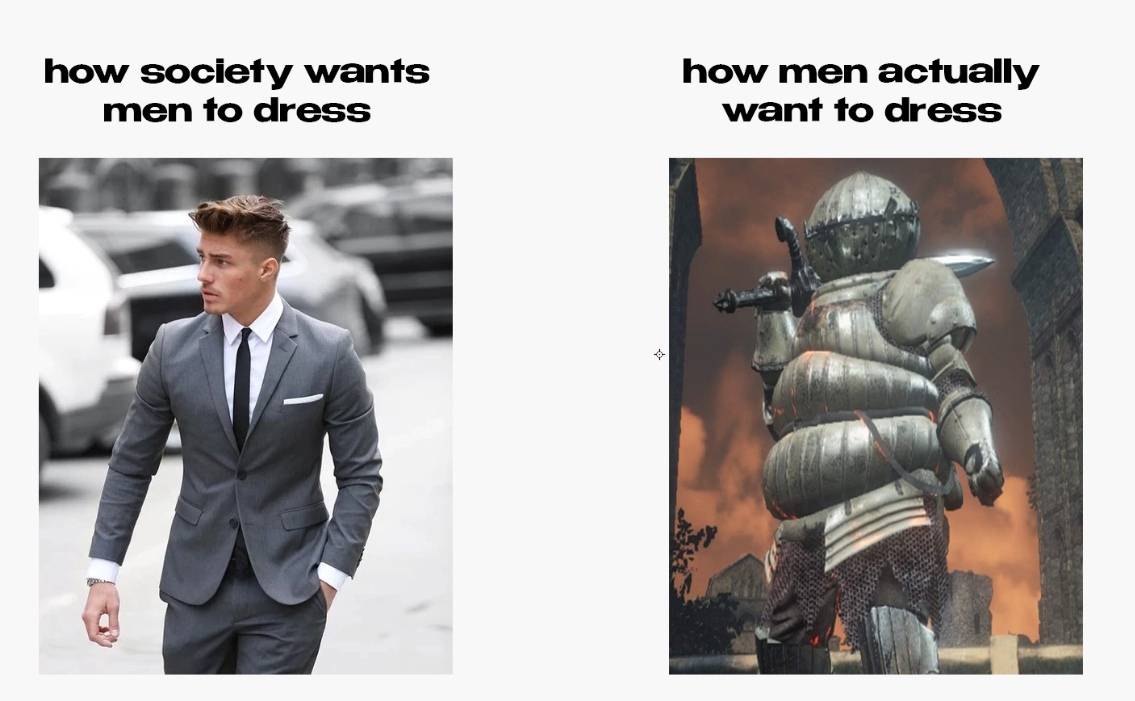 how society wants
men to dress
how men actually
want to dress